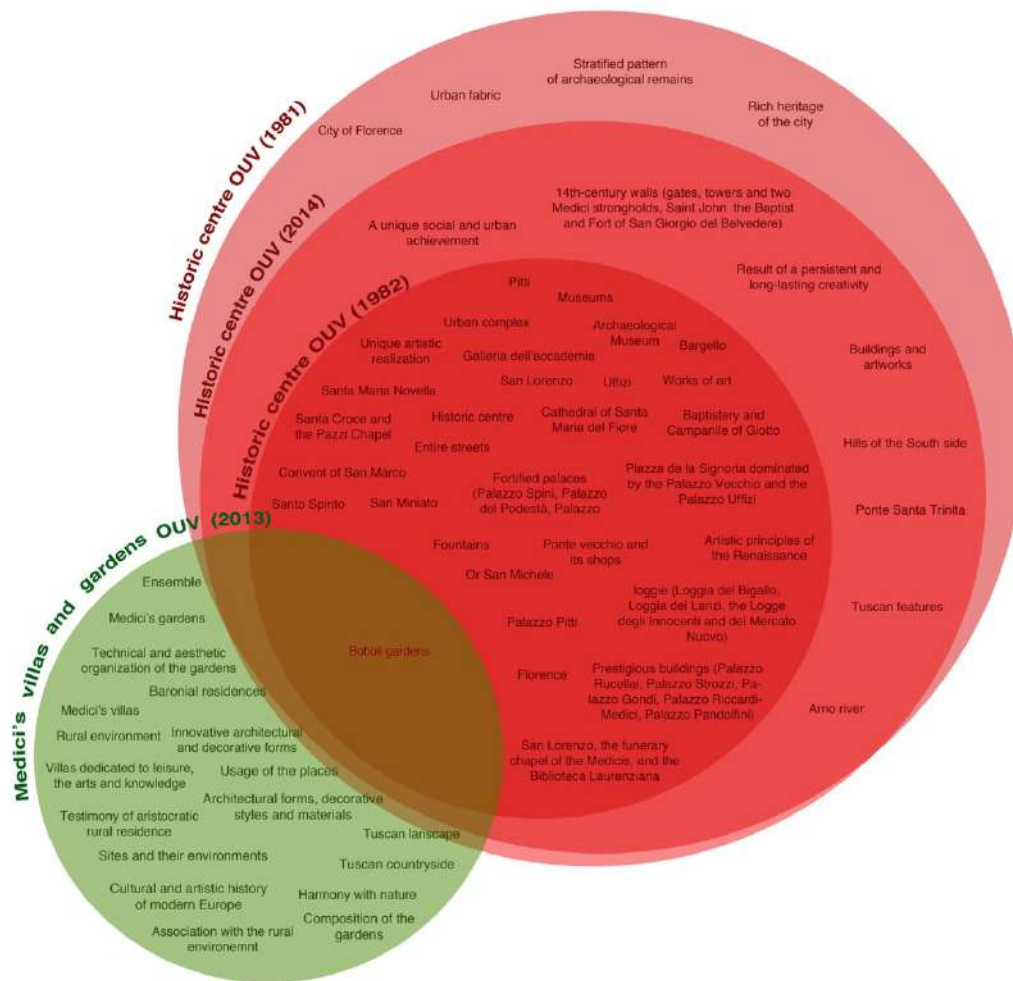 Historic centre OUV (1981)
Historic centre OUV (2014)
Historic centre OUV (1982)
Medici's villas and gardens OUV (2013)
Stratified pattern
of archaeological remains
Urban fabric
Rich heritage
of the city
City of Florence
14th-century walls (gates, towers and two
Medici strongholds, Saint John the Baptist
and Fort of San Giorgio del Belvedere)
A unique social and urban
achievement
Result of a persistent and
long-lasting creativity
Pitti
Museums
Urban complex
Archaeological
Museum
Bargello
Unique artistic
realization
Galleria dell'accademia
Buildings and
artworks
San Lorenzo
Uffizi
Works of art
Santa Maria Novella
Santa Croce and
the Pazzi Chapel
Historic centre
Cathedral of Santa
Maria del Fiore
Baptistery and
Campanile of Giotto
Entire streets
Hills of the South side
Convent of San Marco
Fortified palaces
(Palazzo Spini, Palazzo
del Podestà, Palazzo
Piazza de la Signoria dominated
by the Palazzo Vecchio and the
Palazzo Uffizi
Santo Spirito
San Miniato
Ponte Santa Trinita
Fountains
Ponte vecchio and
its shops
Artistic principles of
the Renaissance
Or San Michele
Ensemble
loggie (Loggia del Bigallo,
Loggia dei Lanzi, the Logge
degli Innocenti and del Mercato
Nuovo)
Tuscan features
Medici's gardens
Palazzo Pitti
Technical and aesthetic
organization of the gardens
Boboli gardens
Baronial residences
Florence
Prestigious buildings (Palazzo
Rucellai, Palazzo Strozzi, Pa-
lazzo Gondi, Palazzo Riccardi-
Medici, Palazzo Pandolfini)
Arno river
Medici's villas
Rural environment
Innovative architectural
and decorative forms
San Lorenzo, the funerary
chapel of the Medicis, and the
Biblioteca Laurenziana
Villas dedicated to leisure,
the arts and knowledge
Usage of the places
Architectural forms, decorative
styles and materials
Testimony of aristocratic
rural residence
Tuscan lanscape
Sites and their environments
Tuscan countryside
Cultural and artistic history
of modern Europe
Harmony with nature
Composition of the
gardens
Association with the rural
environemnt